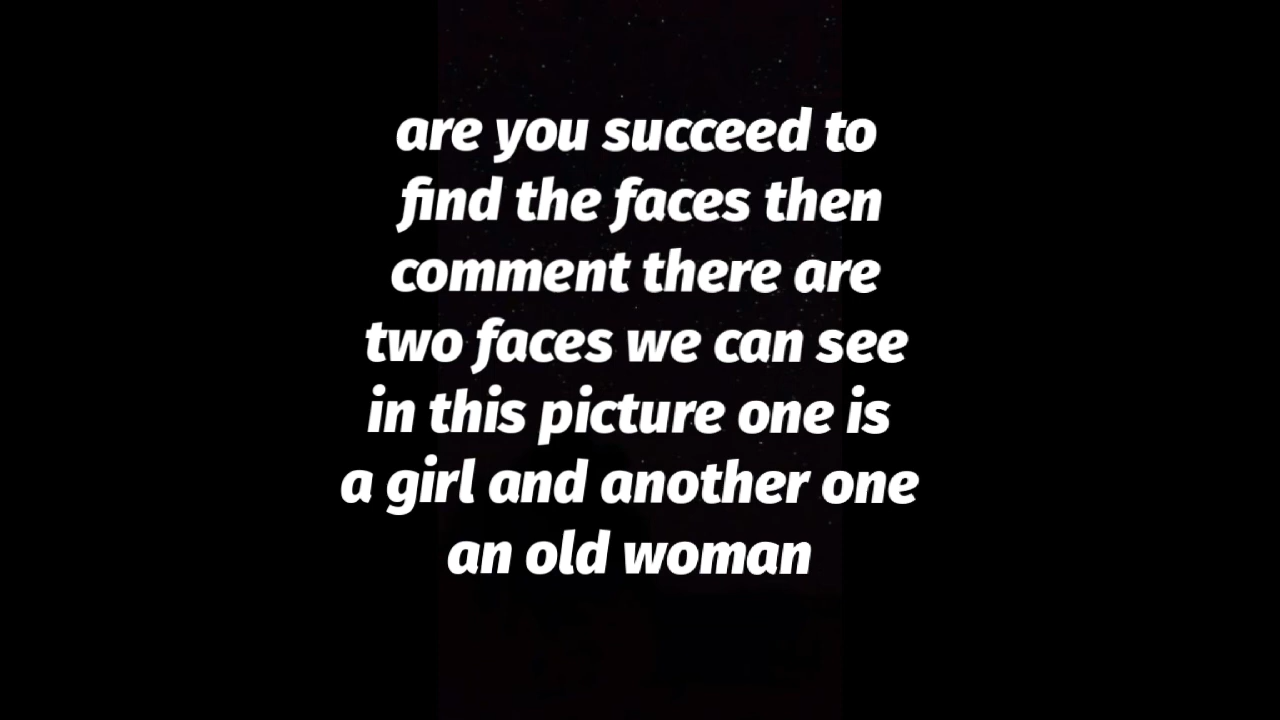 are you succeed to
find the faces then
comment there are
two faces we can see
in this picture one is
a girl and another one
an old woman